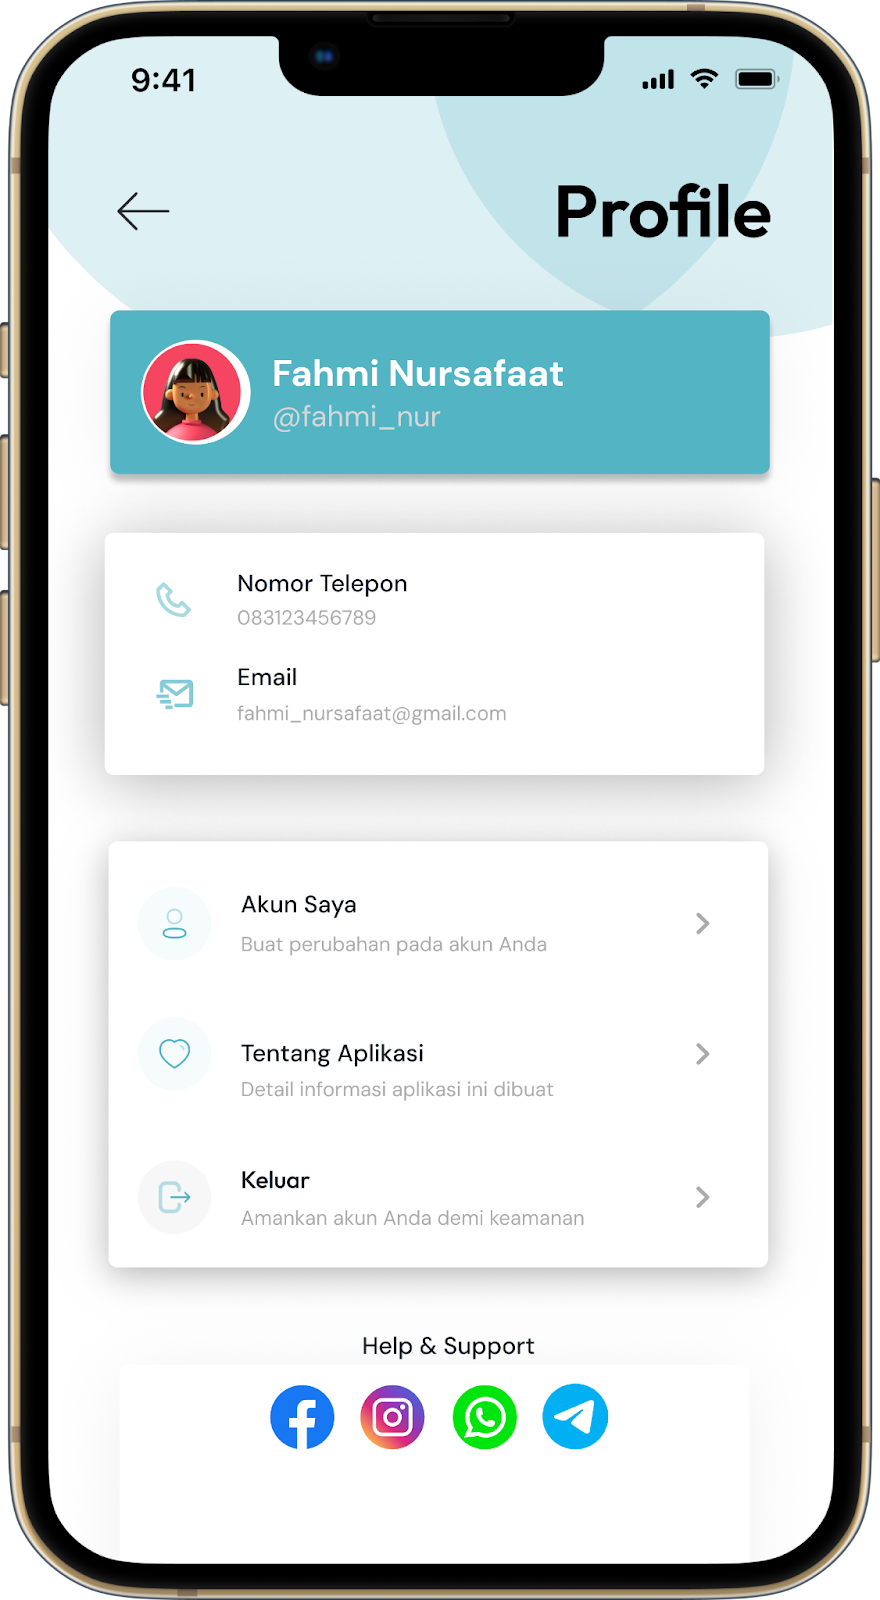 9:41
Profile
Fahmi Nursafaat
@fahmi_nur
Nomor Telepon
083123456789
Email
fahmi_nursafaat@gmail.com
Akun Saya
Buat perubahan pada akun Anda
Tentang Aplikasi
Detail informasi aplikasi ini dibuat
Keluar
Amankan akun Anda demi keamanan
Help & Support